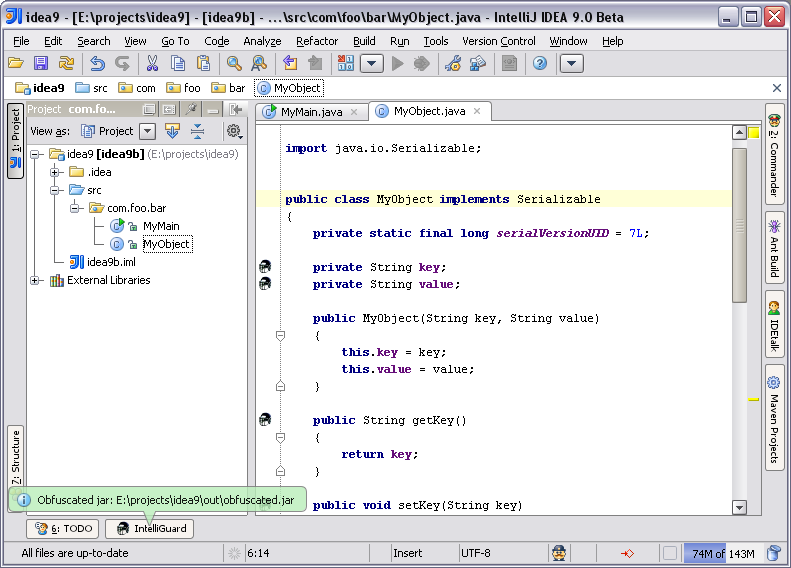 idea9 - [E:\projects\idea9] - [idea9b] - ...\src\com\foo\bar\MyObject.java - IntelliJ IDEA 9.0 Beta
File Edit Search View Go To Code Analyze Refactor Build Run Tools Version Control Window Help
idea9 src com foo bar MyObject
1: Project
Project com.fo...
View as: Project
idea9 [idea9b] (E:\projects\idea9)
.idea
src
com.foo.bar
MyMain
MyObject
idea9b.iml
External Libraries
7: Structure
MyMain.java MyObject.java
import java.io.Serializable;
public class MyObject implements Serializable
{
private static final long serialVersionUID = 7L;
private String key;
private String value;
public MyObject(String key, String value)
{
this.key = key;
this.value = value;
}
public String getKey()
{
return key;
}
public void setKey(String key)
2: Commander
Ant Build
IDEtalk
Maven Projects
Obfuscated jar: E:\projects\idea9\out\obfuscated.jar
6: TODO IntelliGuard
All files are up-to-date 6:14 Insert UTF-8 74M of 143M